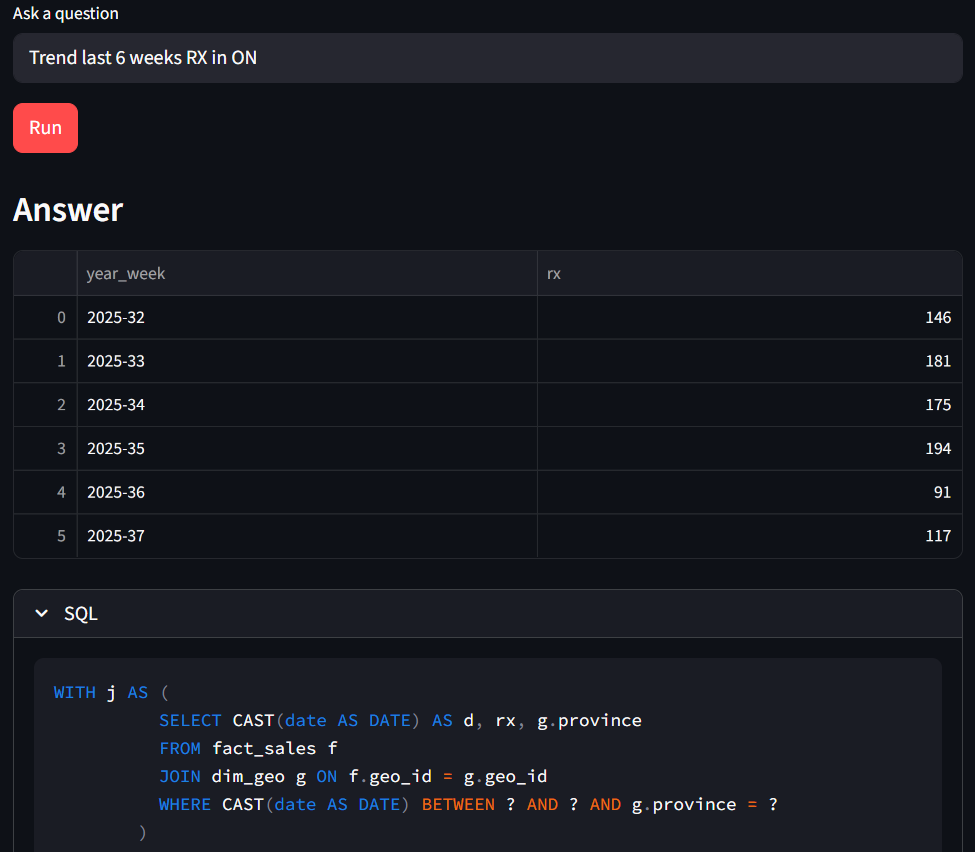 Ask a question
Trend last 6 weeks RX in ON
Run
Answer
year_week rx
0 2025-32 146
1 2025-33 181
2 2025-34 175
3 2025-35 194
4 2025-36 91
5 2025-37 117
SQL
WITH j AS (
SELECT CAST(date AS DATE) AS d, rx, g.province
FROM fact_sales f
JOIN dim_geo g ON f.geo_id = g.geo_id
WHERE CAST(date AS DATE) BETWEEN ? AND ? AND g.province = ?
)